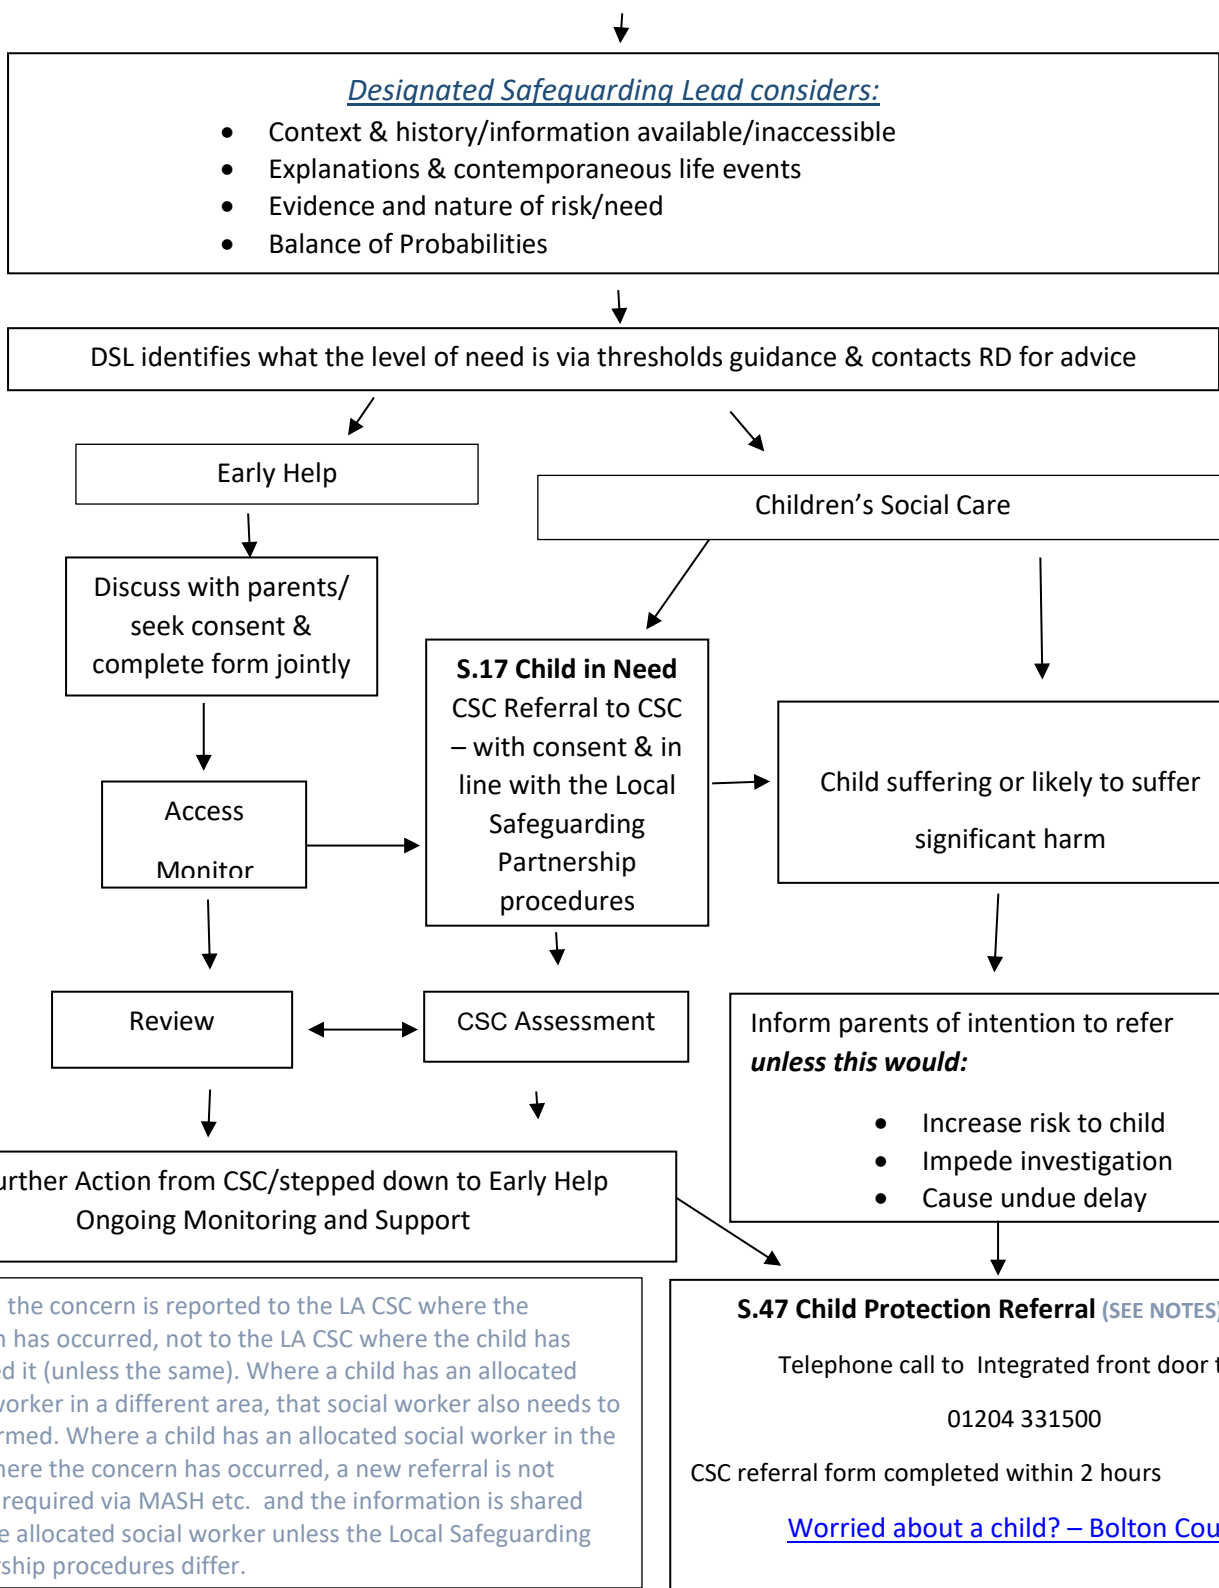 Designated Safeguarding Lead considers:
• Context & history/information available/inaccessible
• Explanations & contemporaneous life events
• Evidence and nature of risk/need
• Balance of Probabilities
DSL identifies what the level of need is via thresholds guidance & contacts RD for advice
Early Help
Children’s Social Care
Discuss with parents/
seek consent &
complete form jointly
S.17 Child in Need
CSC Referral to CSC
– with consent & in
line with the Local
Safeguarding
Partnership
procedures
Access
Monitor
Child suffering or likely to suffer
significant harm
Review
CSC Assessment
Inform parents of intention to refer
unless this would:
• Increase risk to child
• Impede investigation
• Cause undue delay
urther Action from CSC/stepped down to Early Help
Ongoing Monitoring and Support
the concern is reported to the LA CSC where the
has occurred, not to the LA CSC where the child has
ed it (unless the same). Where a child has an allocated
worker in a different area, that social worker also needs to
rmed. Where a child has an allocated social worker in the
here the concern has occurred, a new referral is not
required via MASH etc. and the information is shared
e allocated social worker unless the Local Safeguarding
rship procedures differ.
S.47 Child Protection Referral (SEE NOTES)
Telephone call to Integrated front door t
01204 331500
CSC referral form completed within 2 hours
Worried about a child? – Bolton Cou